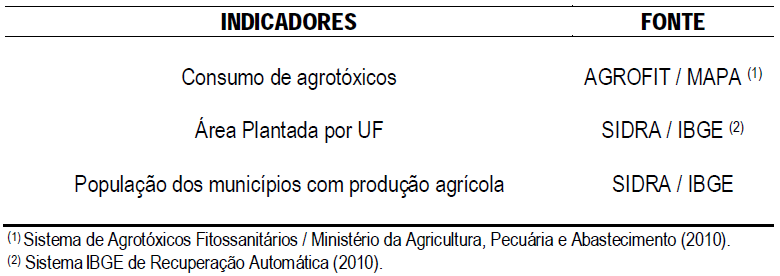 INDICADORES FONTE
Consumo de agrotóxicos AGROFIT / MAPA (1)
Área Plantada por UF SIDRA / IBGE (2)
População dos municípios com produção agrícola SIDRA / IBGE
(1) Sistema de Agrotóxicos Fitossanitários / Ministério da Agricultura, Pecuária e Abastecimento (2010).
(2) Sistema IBGE de Recuperação Automática (2010).